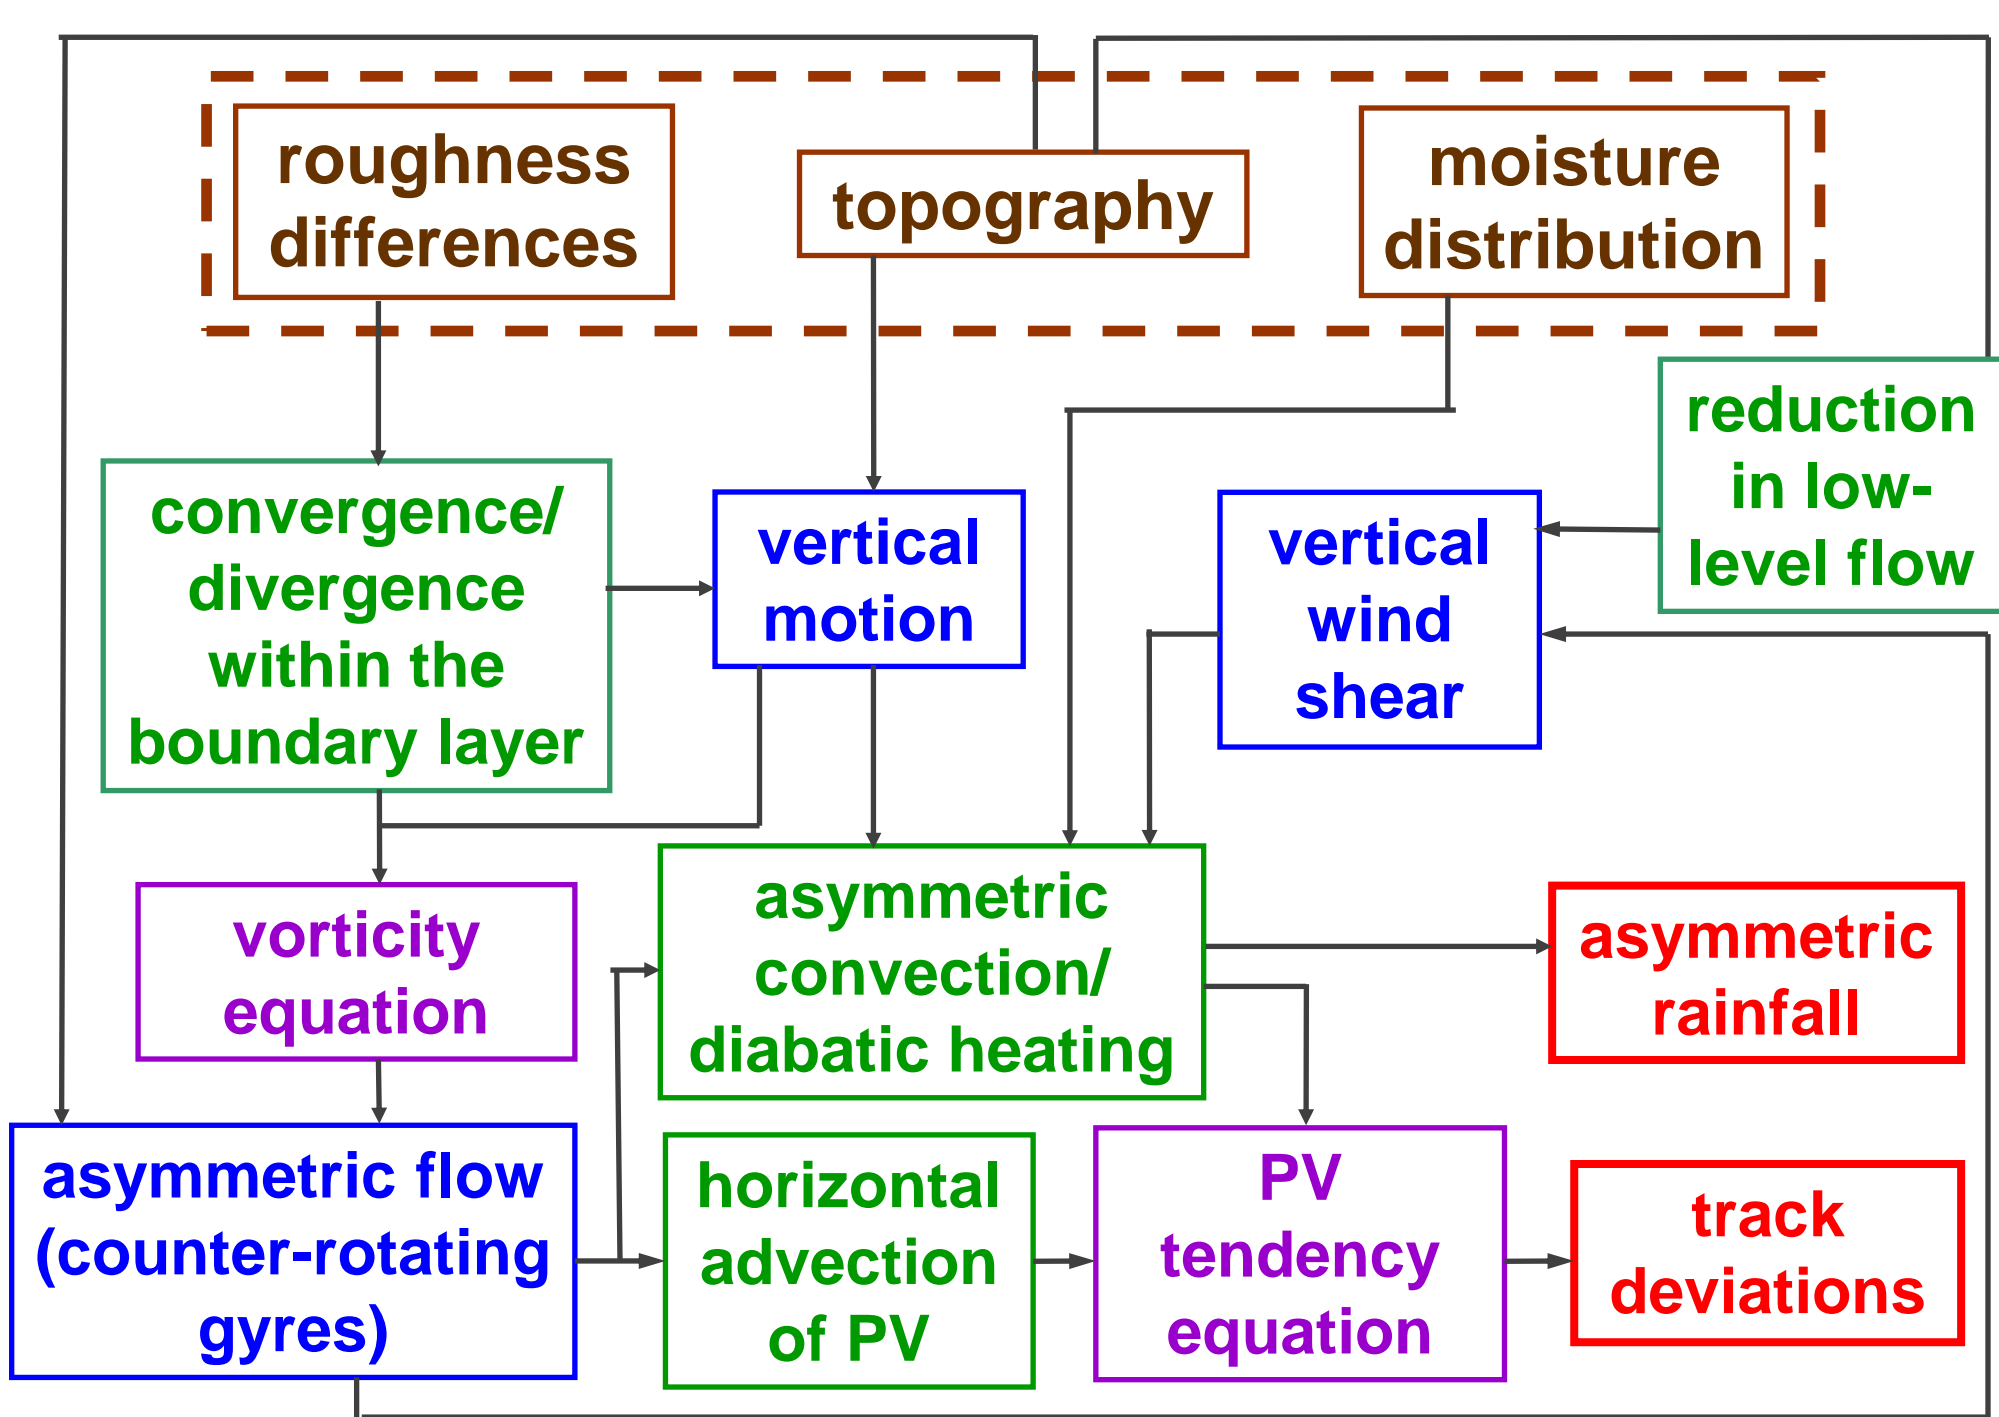 roughness
differences
topography
moisture
distribution
reduction
in low-
level flow
convergence/
divergence
within the
boundary layer
vertical
motion
vertical
wind
shear
vorticity
equation
asymmetric
convection/
diabatic heating
asymmetric
rainfall
asymmetric flow
(counter-rotating
gyres)
horizontal
advection
of PV
PV
tendency
equation
track
deviations